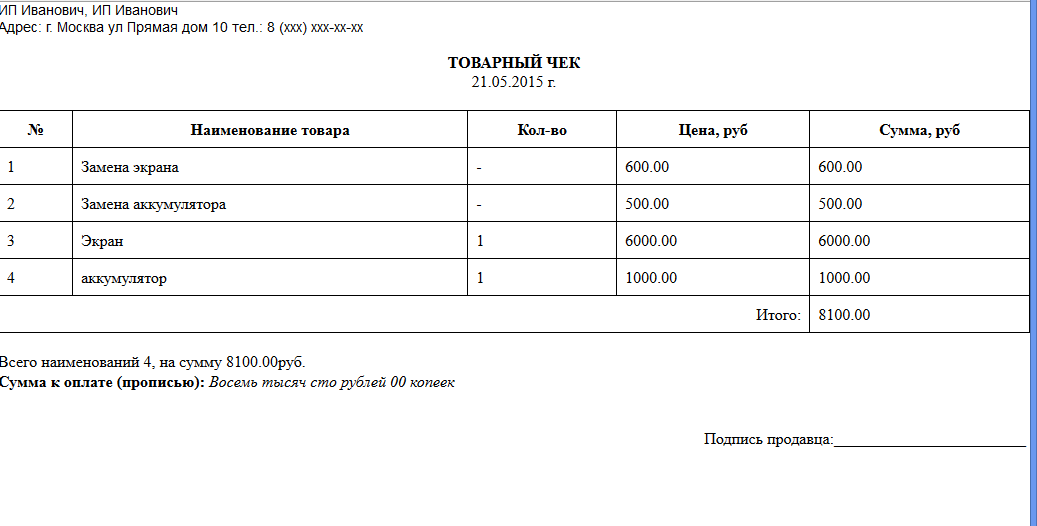 ИП Иванович, ИП Иванович
Адрес: г. Москва ул Прямая дом 10 тел.: 8 (xxx) xxx-xx-xx
ТОВАРНЫЙ ЧЕК
21.05.2015 г.
№ Наименование товара Кол-во Цена, руб Сумма, руб
1 Замена экрана - 600.00 600.00
2 Замена аккумулятора - 500.00 500.00
3 Экран 1 6000.00 6000.00
4 аккумулятор 1 1000.00 1000.00
Итого: 8100.00
Всего наименований 4, на сумму 8100.00руб.
Сумма к оплате (прописью): Восемь тысяч сто рублей 00 копеек
Подпись продавца:________________________